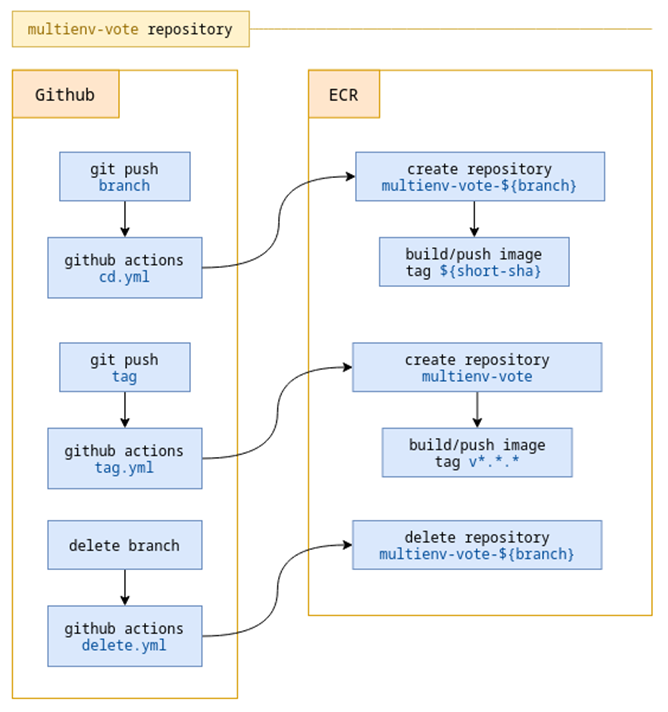 multienv-vote repository
Github
git push
branch
github actions
cd.yml
git push
tag
github actions
tag.yml
delete branch
github actions
delete.yml
ECR
create repository
multienv-vote-${branch}
build/push image
tag ${short-sha}
create repository
multienv-vote
build/push image
tag v*.*.*
delete repository
multienv-vote-${branch}